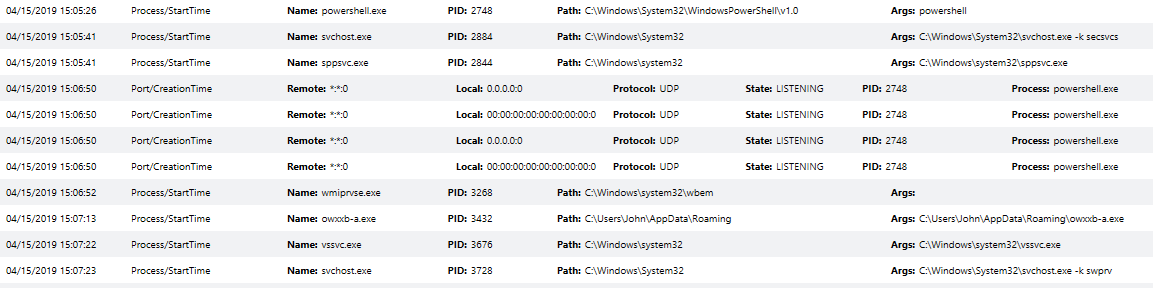 04/15/2019 15:05:26 Process/StartTime Name: powershell.exe PID: 2748 Path: C:\Windows\System32\WindowsPowerShell\v1.0 Args: powershell
04/15/2019 15:05:41 Process/StartTime Name: svchost.exe PID: 2884 Path: C:\Windows\System32 Args: C:\Windows\System32\svchost.exe -k secsvcs
04/15/2019 15:05:41 Process/StartTime Name: sppsvc.exe PID: 2844 Path: C:\Windows\system32 Args: C:\Windows\system32\sppsvc.exe
04/15/2019 15:06:50 Port/CreationTime Remote: *:*:0 Local: 0.0.0.0:0 Protocol: UDP State: LISTENING PID: 2748 Process: powershell.exe
04/15/2019 15:06:50 Port/CreationTime Remote: *:*:0 Local: 00:00:00:00:00:00:00:00:0 Protocol: UDP State: LISTENING PID: 2748 Process: powershell.exe
04/15/2019 15:06:50 Port/CreationTime Remote: *:*:0 Local: 0.0.0.0:0 Protocol: UDP State: LISTENING PID: 2748 Process: powershell.exe
04/15/2019 15:06:50 Port/CreationTime Remote: *:*:0 Local: 00:00:00:00:00:00:00:00:0 Protocol: UDP State: LISTENING PID: 2748 Process: powershell.exe
04/15/2019 15:06:52 Process/StartTime Name: wmiprvse.exe PID: 3268 Path: C:\Windows\system32\wbem Args:
04/15/2019 15:07:13 Process/StartTime Name: owxxb-a.exe PID: 3432 Path: C:\Users\John\AppData\Roaming Args: C:\Users\John\AppData\Roaming\owxxb-a.exe
04/15/2019 15:07:22 Process/StartTime Name: vssvc.exe PID: 3676 Path: C:\Windows\system32 Args: C:\Windows\system32\vssvc.exe
04/15/2019 15:07:23 Process/StartTime Name: svchost.exe PID: 3728 Path: C:\Windows\System32 Args: C:\Windows\System32\svchost.exe -k swprv